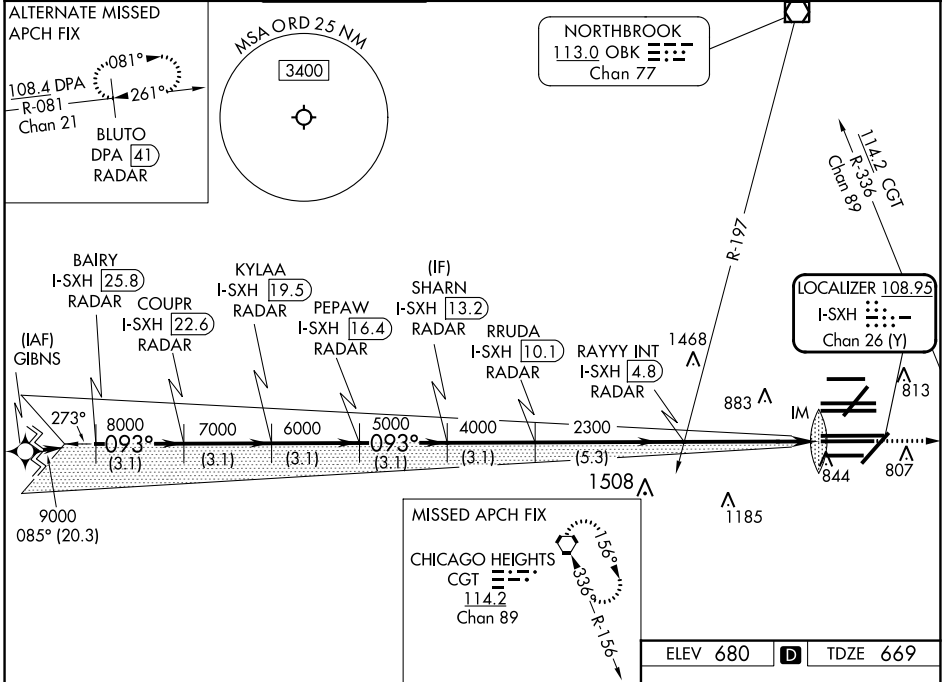 ALTERNATE MISSED
APCH FIX
081°
108.4 DPA
R-081
Chan 21
261°
BLUTO
DPA 41
RADAR
MSA ORD 25 NM
3400
NORTHBROOK
113.0 OBK
Chan 77
114.2 CGT
R-336
Chan 89
R-197
BAIRY
I-SXH 25.8
RADAR
COUPR
I-SXH 22.6
RADAR
KYLAA
I-SXH 19.5
RADAR
PEPAW
I-SXH 16.4
RADAR
(IF)
SHARN
I-SXH 13.2
RADAR
RRUDA
I-SXH 10.1
RADAR
RAYYY INT
I-SXH 4.8
RADAR
LOCALIZER 108.95
I-SXH
Chan 26 (Y)
(IAF)
GIBNS
1468
883
IM
813
273°
8000
7000
6000
5000
4000
2300
093°
093°
(3.1)
(3.1)
(3.1)
(3.1)
(3.1)
(5.3)
844
807
1508
1185
9000
085° (20.3)
MISSED APCH FIX
CHICAGO HEIGHTS
CGT
114.2
Chan 89
156°
336°
R-156
ELEV 680 D TDZE 669